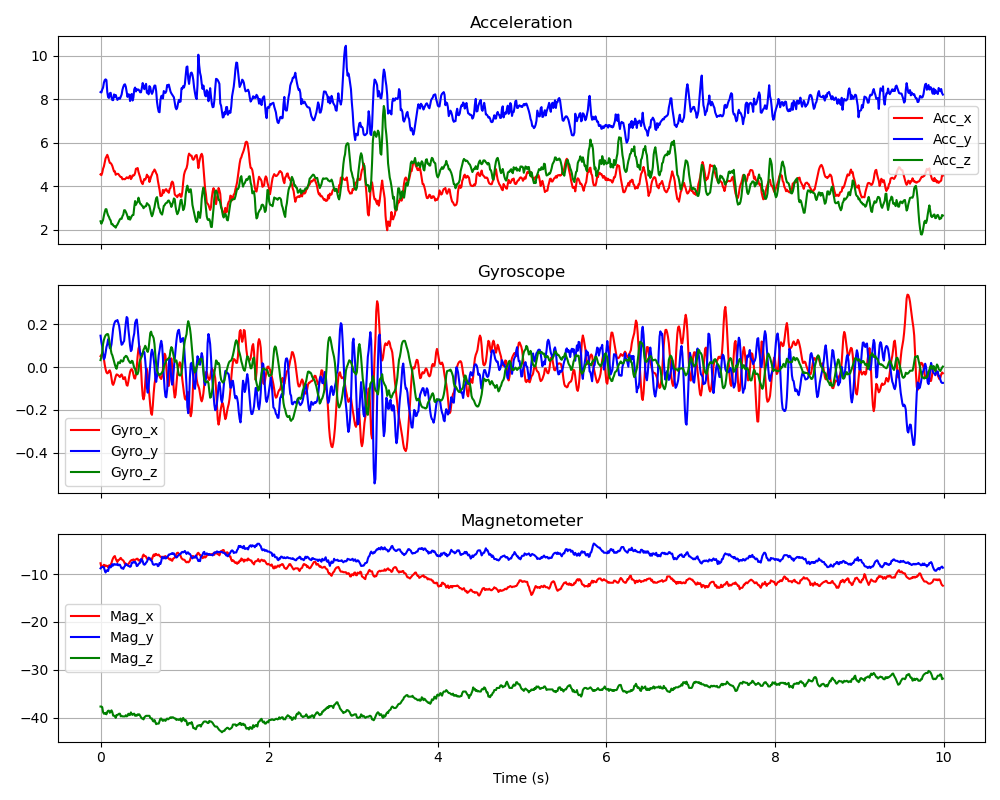 Acceleration
10
8
6
4
2
Acc_x
Acc_y
Acc_z
Gyroscope
0.2
0.0
−0.2
−0.4
Gyro_x
Gyro_y
Gyro_z
Magnetometer
−10
−20
−30
−40
Mag_x
Mag_y
Mag_z
0 2 4 6 8 10
Time (s)